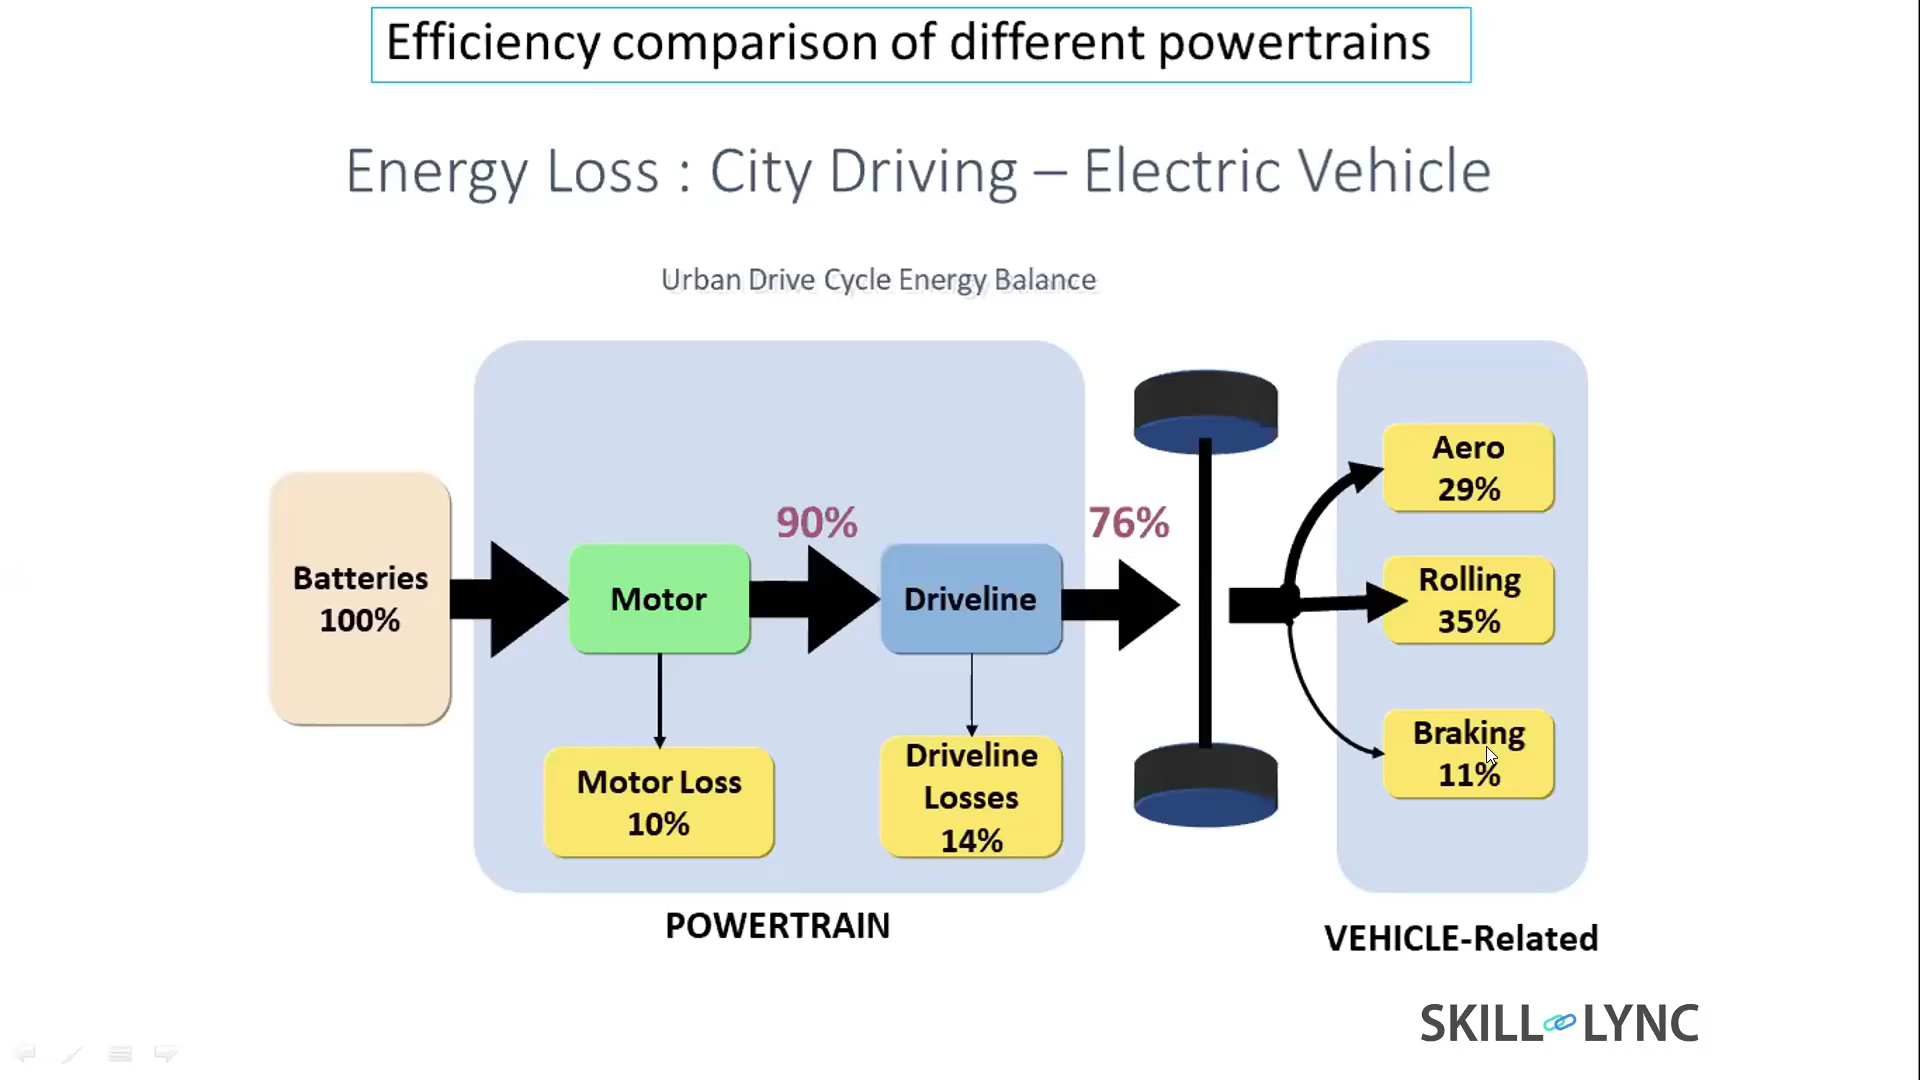 Efficiency comparison of different powertrains
Energy Loss : City Driving – Electric Vehicle
Urban Drive Cycle Energy Balance
Batteries
100%
Motor
90%
Driveline
76%
Motor Loss
10%
Driveline
Losses
14%
POWERTRAIN
Aero
29%
Rolling
35%
Braking
11%
VEHICLE-Related
SKILL LYNC